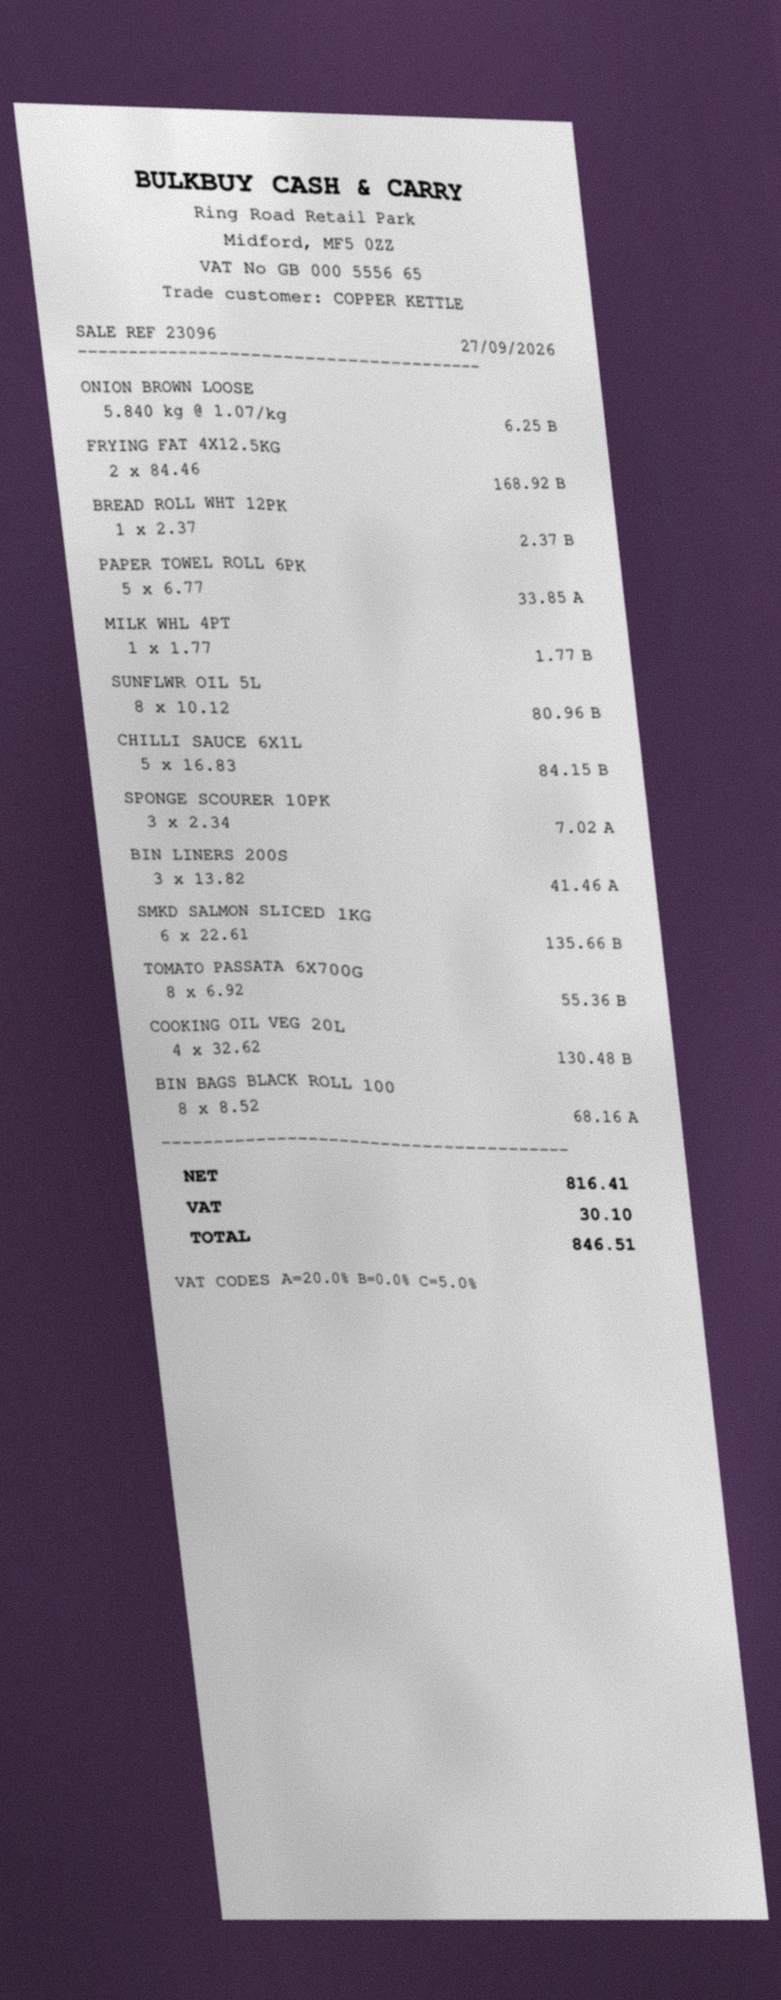 BULKBUY CASH & CARRY
Ring Road Retail Park
Midford, MF5 0ZZ
VAT No GB 000 5556 65
Trade customer: COPPER KETTLE
SALE REF 23096 27/09/2026
---------------------------------------
ONION BROWN LOOSE
5.840 kg @ 1.07/kg 6.25 B
FRYING FAT 4X12.5KG
2 x 84.46 168.92 B
BREAD ROLL WHT 12PK
1 x 2.37 2.37 B
PAPER TOWEL ROLL 6PK
5 x 6.77 33.85 A
MILK WHL 4PT
1 x 1.77 1.77 B
SUNFLWR OIL 5L
8 x 10.12 80.96 B
CHILLI SAUCE 6X1L
5 x 16.83 84.15 B
SPONGE SCOURER 10PK
3 x 2.34 7.02 A
BIN LINERS 200S
3 x 13.82 41.46 A
SMKD SALMON SLICED 1KG
6 x 22.61 135.66 B
TOMATO PASSATA 6X700G
8 x 6.92 55.36 B
COOKING OIL VEG 20L
4 x 32.62 130.48 B
BIN BAGS BLACK ROLL 100
8 x 8.52 68.16 A
---------------------------------------
NET 816.41
VAT 30.10
TOTAL 846.51
VAT CODES A=20.0% B=0.0% C=5.0%